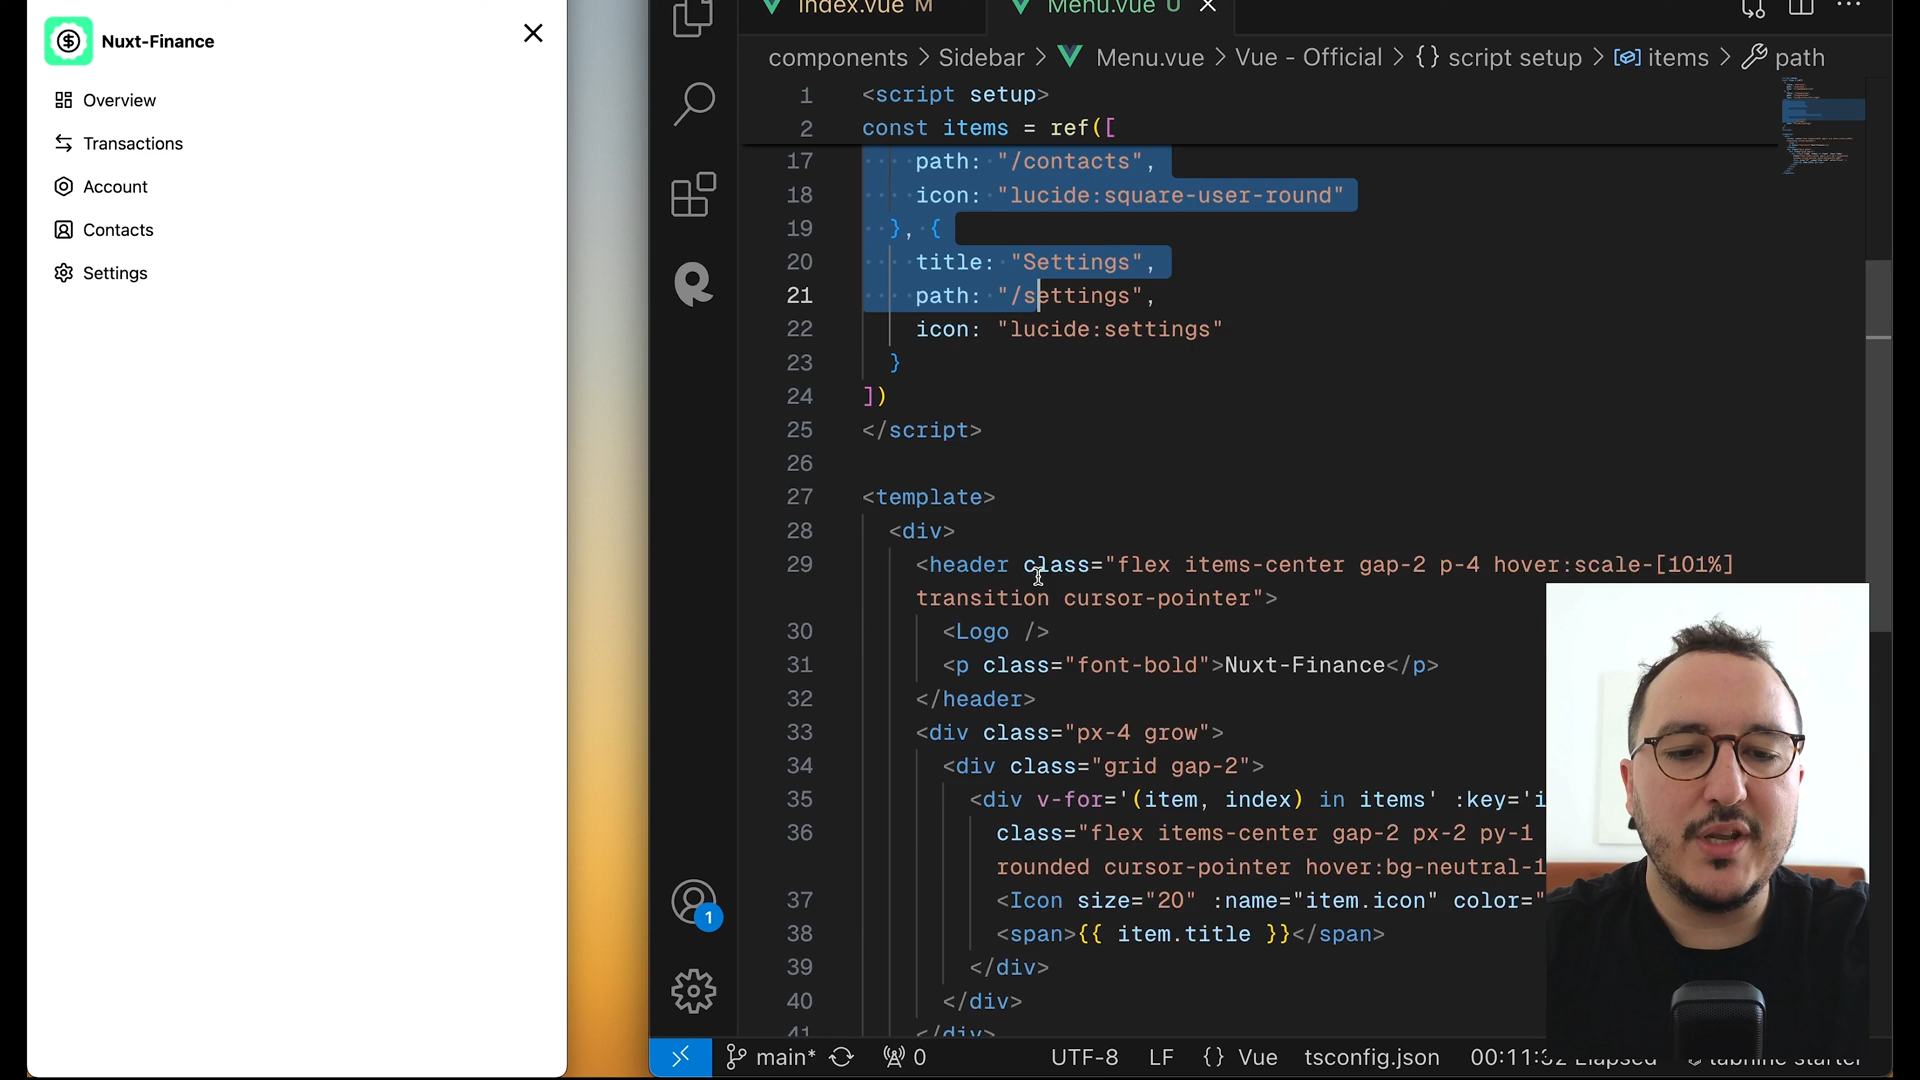 Nuxt-Finance
Overview
Transactions
Account
Contacts
Settings
Index.vue M
Menu.vue U
components > Sidebar > Menu.vue > Vue - Official > {} script setup > items > path
1 <script setup>
2 const items = ref([
17 path: "/contacts",
18 icon: "lucide:square-user-round"
19 }, {
20 title: "Settings",
21 path: "/settings",
22 icon: "lucide:settings"
23 }
24 ])
25 </script>
26
27 <template>
28 <div>
29 <header class="flex items-center gap-2 p-4 hover:scale-[101%]
transition cursor-pointer">
30 <Logo />
31 <p class="font-bold">Nuxt-Finance</p>
32 </header>
33 <div class="px-4 grow">
34 <div class="grid gap-2">
35 <div v-for='(item, index) in items' :key='i
36 class="flex items-center gap-2 px-2 py-1
rounded cursor-pointer hover:bg-neutral-1
37 <Icon size="20" :name="item.icon" color="
38 <span>{{ item.title }}</span>
39 </div>
40 </div>
41 </div>
1
main* 0 UTF-8 LF {} Vue tsconfig.json Elapsed tabnine starter